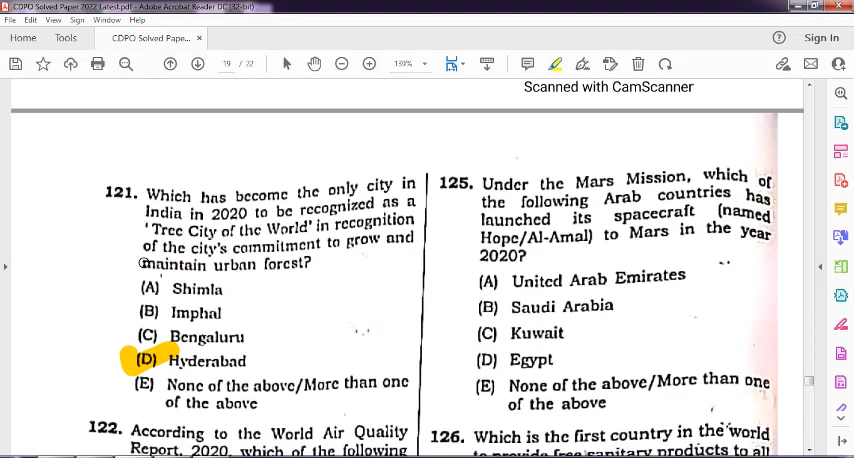 CDPO Solved Paper 2022 Latest.pdf - Adobe Acrobat Reader DC (32-bit)
File Edit View Sign Window Help
Home Tools CDPO Solved Pape... × Sign In
19 / 22 139%
Scanned with CamScanner
121. Which has become the only city in
India in 2020 to be recognized as a
'Tree City of the World' in recognition
of the city's commitment to grow and
maintain urban forest?
(A) Shimla
(B) Imphal
(C) Bengaluru
(D) Hyderabad
(E) None of the above/More than one
of the above
122. According to the World Air Quality
Report, 2020, which of the following
125. Under the Mars Mission, which of
the following Arab countries has
launched its spacecraft (named
Hope/Al-Amal) to Mars in the year
2020?
(A) United Arab Emirates
(B) Saudi Arabia
(C) Kuwait
(D) Egypt
(E) None of the above/More than one
of the above
126. Which is the first country in the world
to provide free sanitary products to all